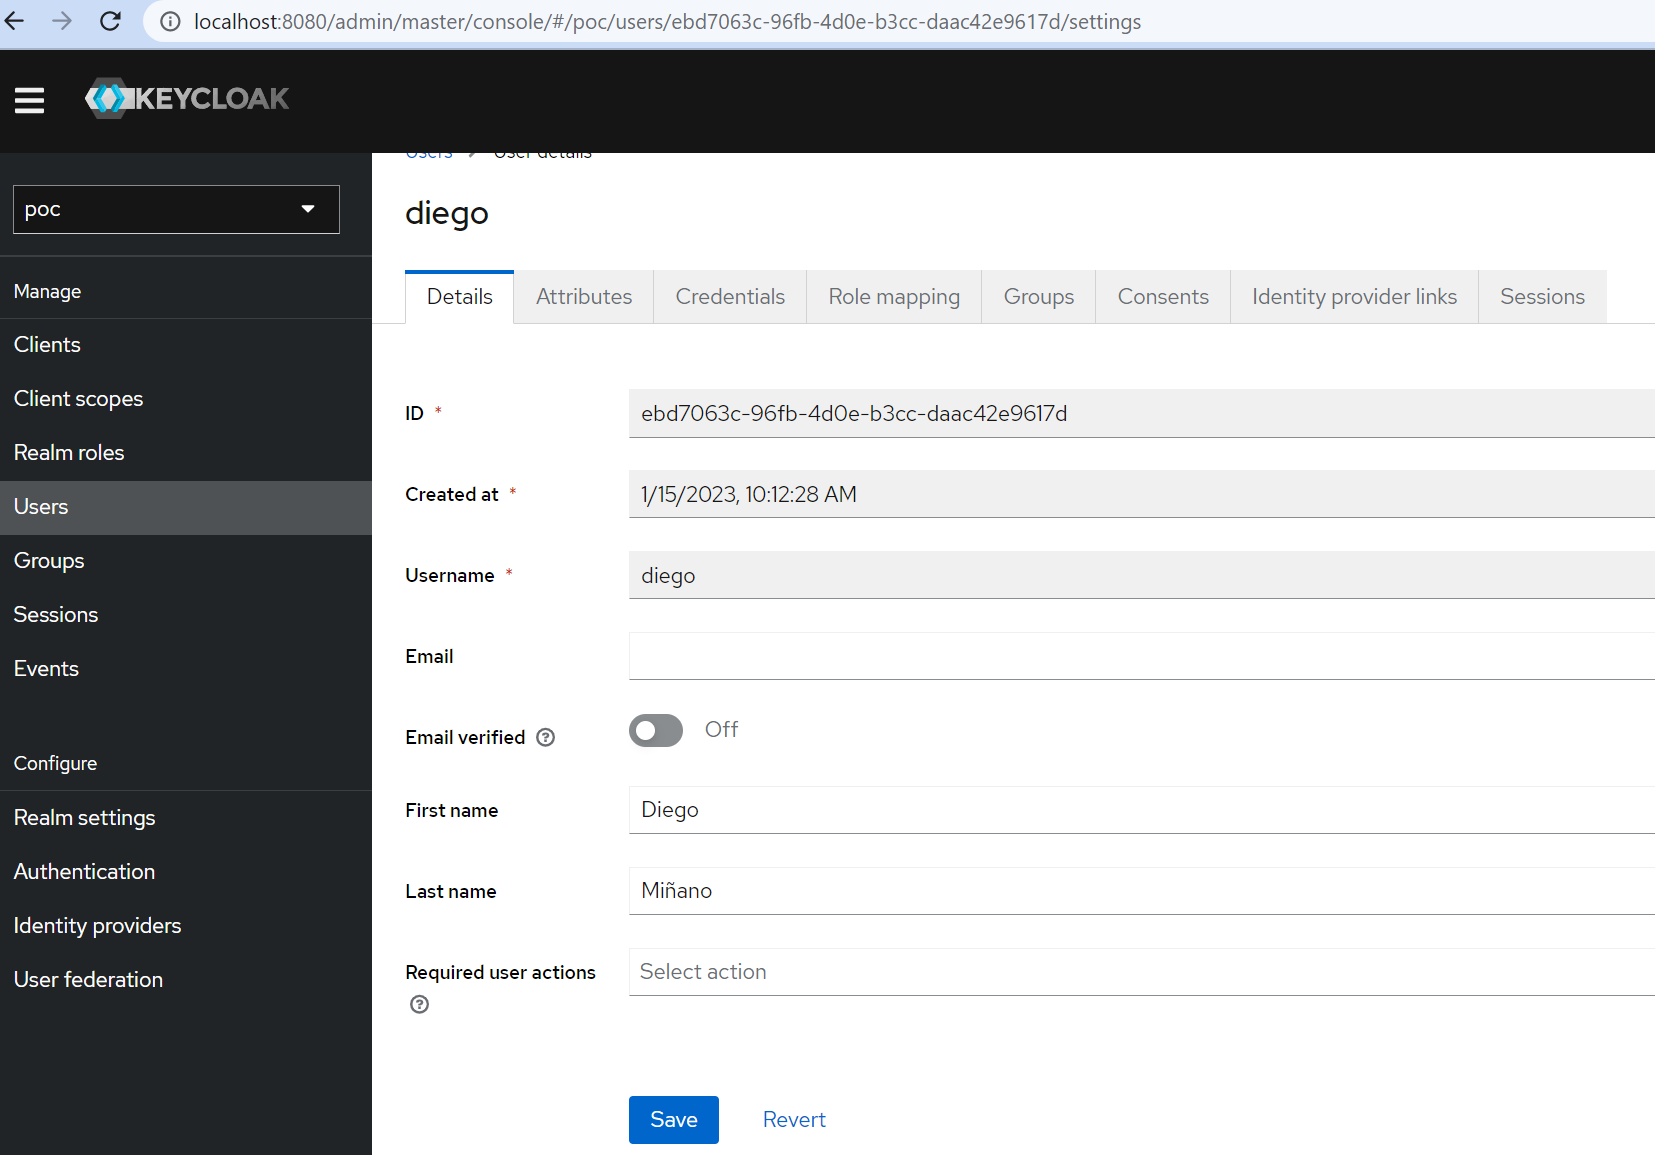 localhost:8080/admin/master/console/#/poc/users/ebd7063c-96fb-4d0e-b3cc-daac42e9617d/settings
KEYCLOAK
Users > User details
poc
diego
Details Attributes Credentials Role mapping Groups Consents Identity provider links Sessions
Manage
Clients
Client scopes
Realm roles
Users
Groups
Sessions
Events
Configure
Realm settings
Authentication
Identity providers
User federation
ID * ebd7063c-96fb-4d0e-b3cc-daac42e9617d
Created at * 1/15/2023, 10:12:28 AM
Username * diego
Email
Email verified Off
First name Diego
Last name Miñano
Required user actions Select action
Save Revert